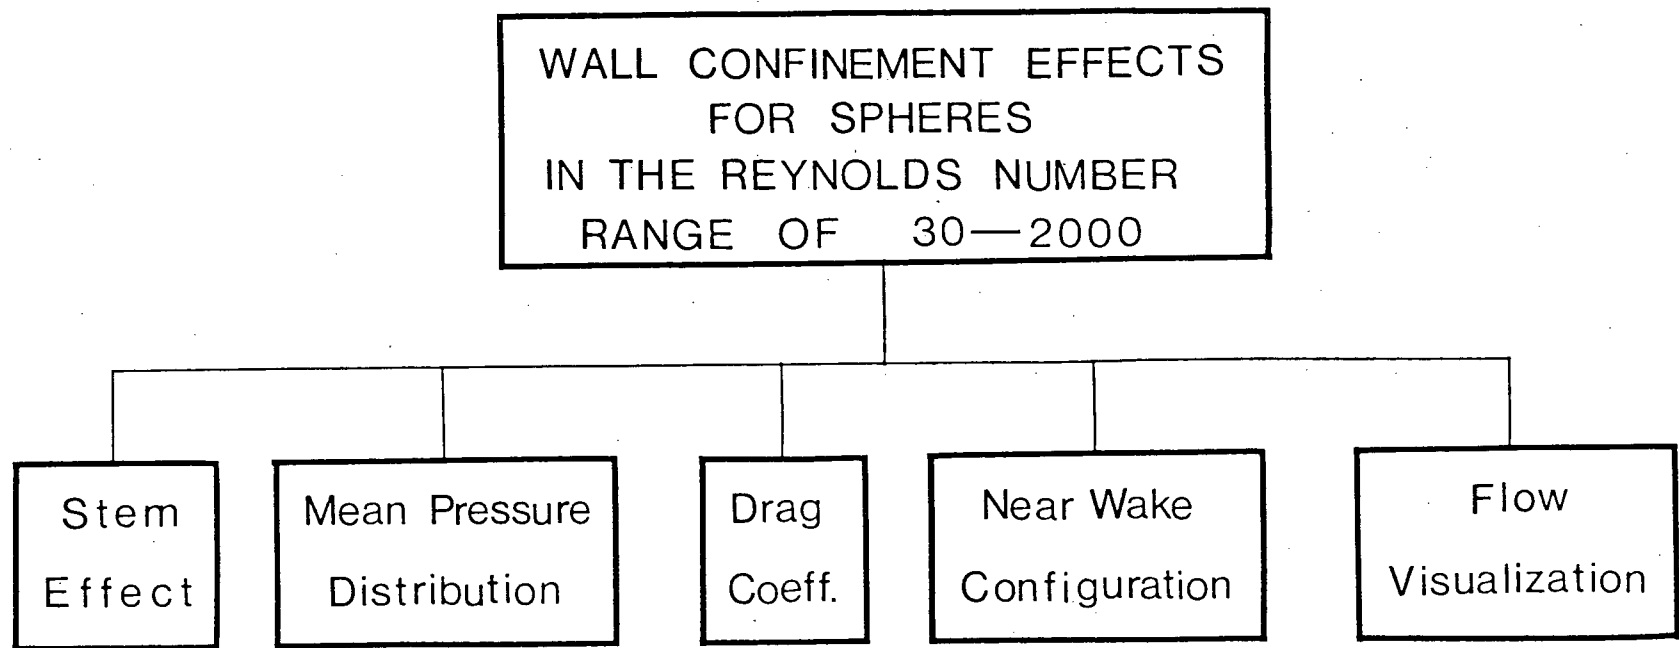 WALL CONFINEMENT EFFECTS
FOR SPHERES
IN THE REYNOLDS NUMBER
RANGE OF 30—2000
Stem
Effect
Mean Pressure
Distribution
Drag
Coeff.
Near Wake
Configuration
Flow
Visualization